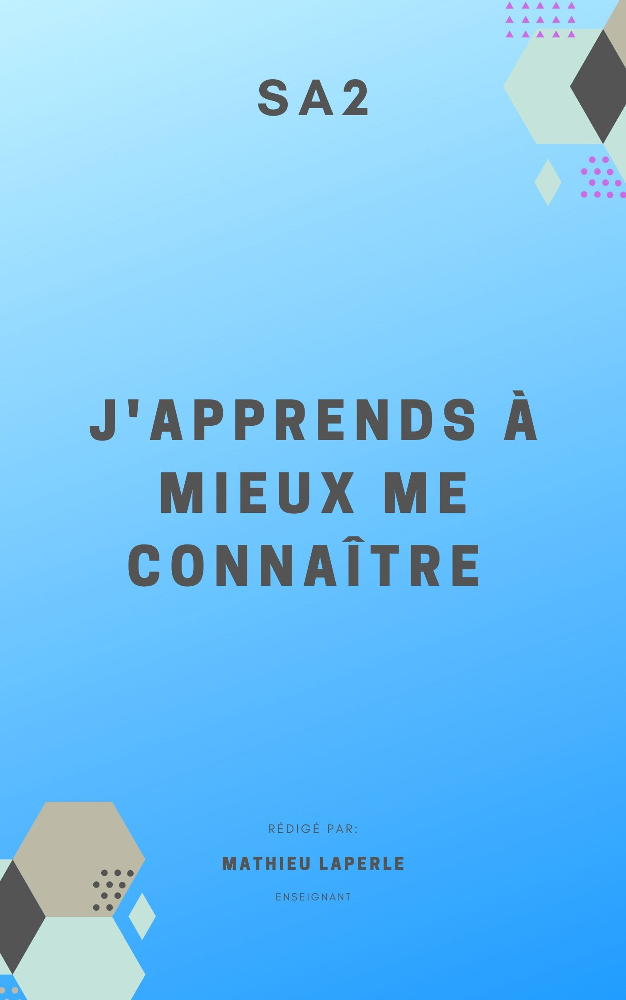 SA2
J'APPRENDS À
MIEUX ME
CONNAÎTRE
RÉDIGÉ PAR:
MATHIEU LAPERLE
ENSEIGNANT